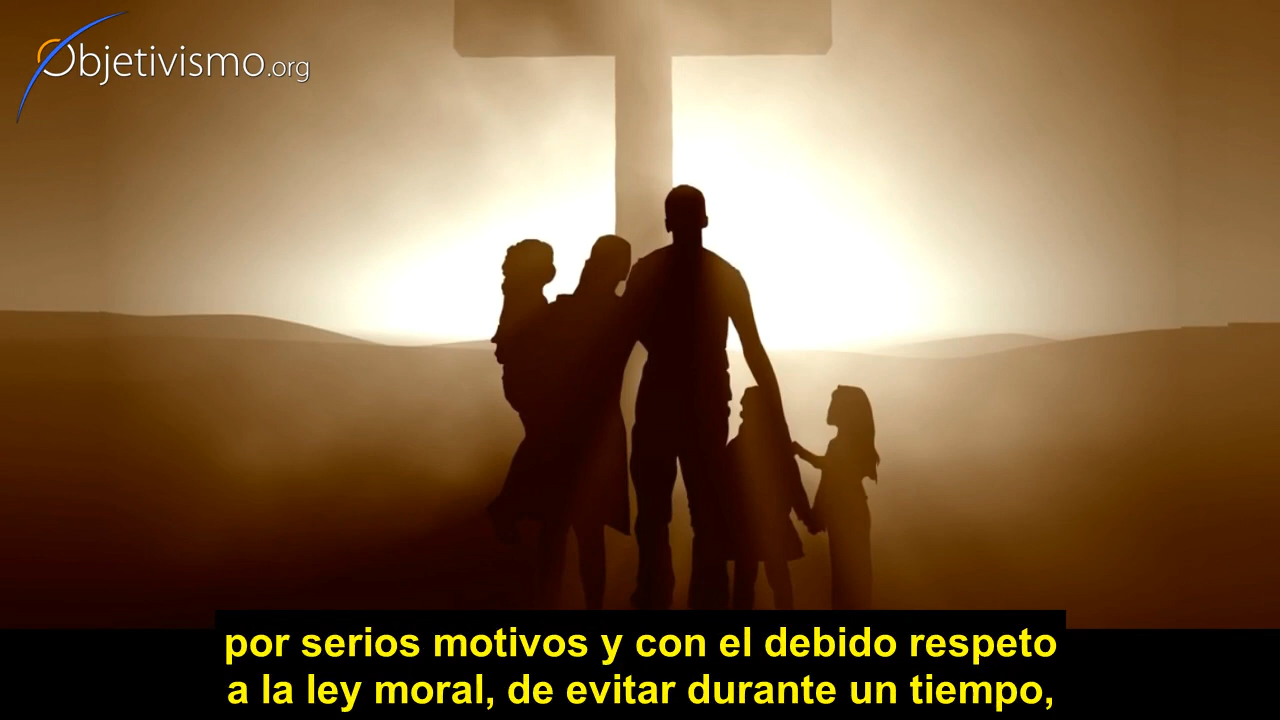 Objetivismo.org
por serios motivos y con el debido respeto
a la ley moral, de evitar durante un tiempo,